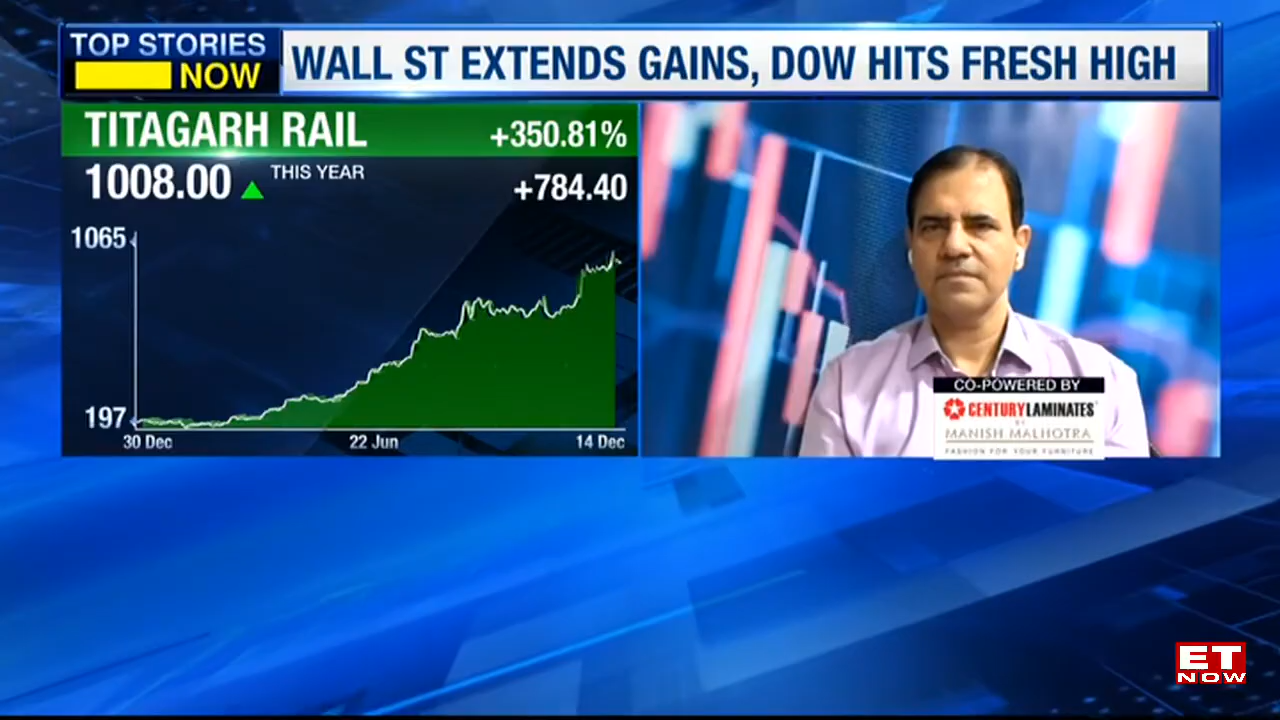 TOP STORIES
NOW
WALL ST EXTENDS GAINS, DOW HITS FRESH HIGH
TITAGARH RAIL +350.81%
1008.00 ▲ THIS YEAR +784.40
1065
197
30 Dec 22 Jun 14 Dec
CO-POWERED BY
CENTURYLAMINATES
BY
MANISH MALHOTRA
FASHION FOR YOUR FURNITURE
ET
NOW